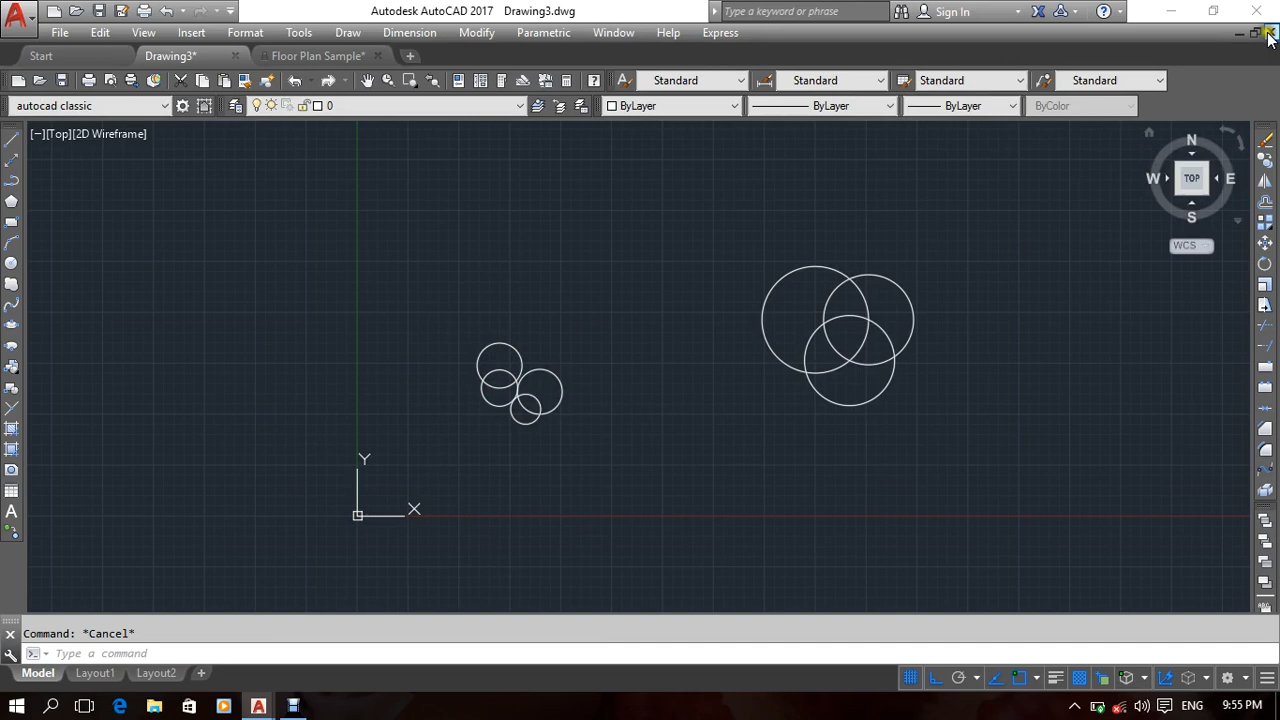 Autodesk AutoCAD 2017 Drawing3.dwg
Type a keyword or phrase
Sign In
File Edit View Insert Format Tools Draw Dimension Modify Parametric Window Help Express
Start Drawing3* Floor Plan Sample*
Standard Standard Standard Standard
autocad classic 0 ByLayer ByLayer ByLayer ByColor
[−][Top][2D Wireframe]
N
W TOP E
S
WCS
Y
X
Command: *Cancel*
Type a command
Model Layout1 Layout2
ENG 9:55 PM